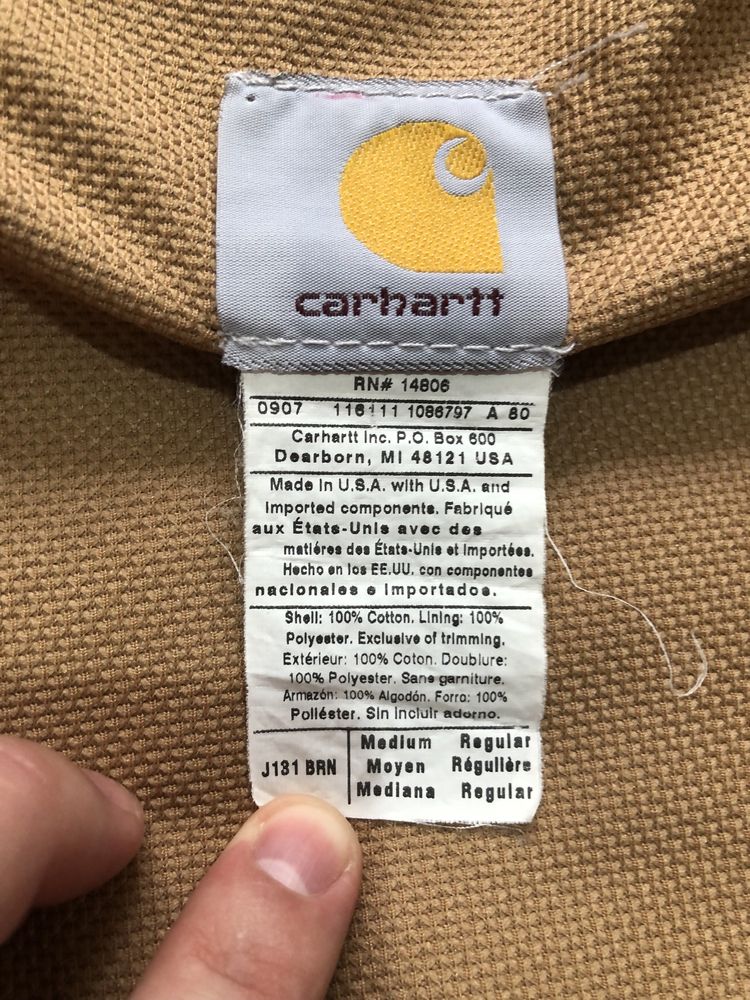 carhartt
RN# 14806
0907 116111 1086797 A 80
Carhartt Inc. P.O. Box 600
Dearborn, MI 48121 USA
Made in U.S.A. with U.S.A. and
imported components. Fabriqué
aux États-Unis avec des
matiéres des États-Unis et importées.
Hecho en los EE.UU. con componentes
nacionales e importados.
Shell: 100% Cotton. Lining: 100%
Polyester. Exclusive of trimming.
Extérieur: 100% Coton. Doublure:
100% Polyester. Sans garniture.
Armazón: 100% Algodón. Forro: 100%
Poliéster. Sin incluir adorno.
J131 BRN
Medium Regular
Moyen Régulière
Mediana Regular